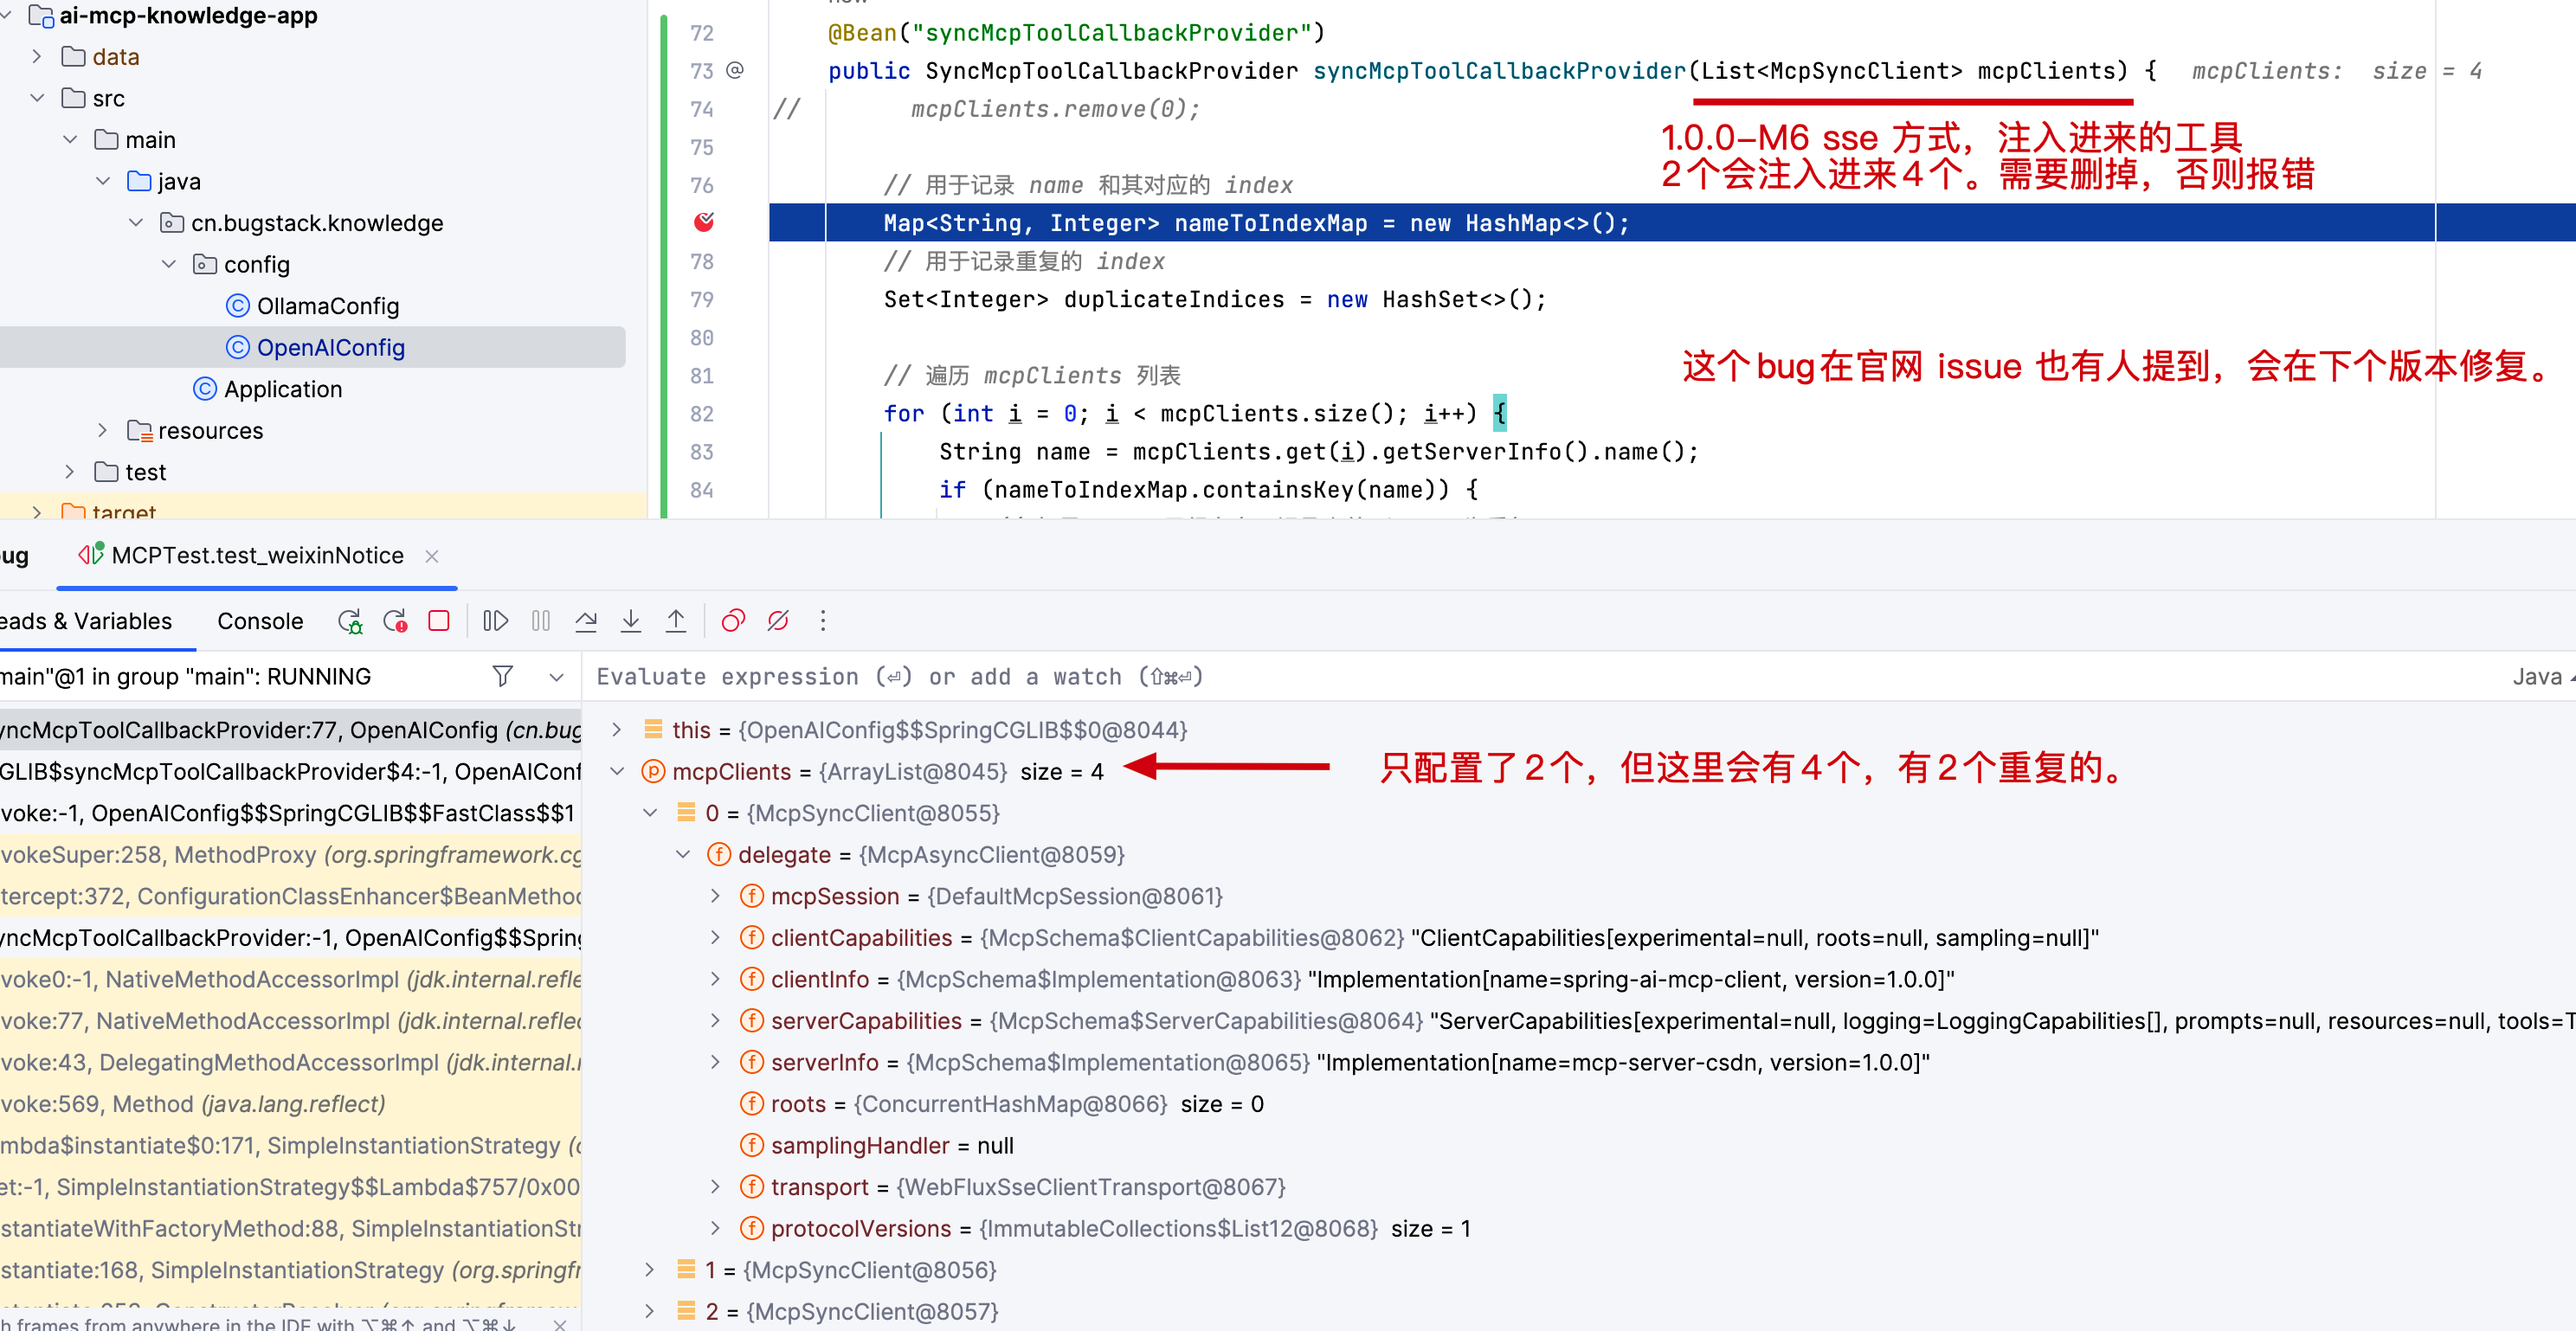 ai-mcp-knowledge-app
data
src
main
java
cn.bugstack.knowledge
config
OllamaConfig
OpenAIConfig
Application
resources
test
target
72 @Bean("syncMcpToolCallbackProvider")
73 @ public SyncMcpToolCallbackProvider syncMcpToolCallbackProvider(List<McpSyncClient> mcpClients) { mcpClients: size = 4
74 // mcpClients.remove(0);
1.0.0-M6 sse 方式，注入进来的工具
2个会注入进来4个。需要删掉，否则报错
75
76 // 用于记录 name 和其对应的 index
Map<String, Integer> nameToIndexMap = new HashMap<>();
78 // 用于记录重复的 index
79 Set<Integer> duplicateIndices = new HashSet<>();
80
这个bug在官网 issue 也有人提到，会在下个版本修复。
81 // 遍历 mcpClients 列表
82 for (int i = 0; i < mcpClients.size(); i++) {
83 String name = mcpClients.get(i).getServerInfo().name();
84 if (nameToIndexMap.containsKey(name)) {
ug MCPTest.test_weixinNotice
eads & Variables Console
main"@1 in group "main": RUNNING
Evaluate expression (⏎) or add a watch (⇧⌘⏎) Java
yncMcpToolCallbackProvider:77, OpenAIConfig (cn.bug
GLIB$syncMcpToolCallbackProvider$4:-1, OpenAIConf
voke:-1, OpenAIConfig$$SpringCGLIB$$FastClass$$1
vokeSuper:258, MethodProxy (org.springframework.cg
tercept:372, ConfigurationClassEnhancer$BeanMethod
yncMcpToolCallbackProvider:-1, OpenAIConfig$$Spring
voke0:-1, NativeMethodAccessorImpl (jdk.internal.refle
voke:77, NativeMethodAccessorImpl (jdk.internal.reflec
voke:43, DelegatingMethodAccessorImpl (jdk.internal.r
voke:569, Method (java.lang.reflect)
mbda$instantiate$0:171, SimpleInstantiationStrategy (o
et:-1, SimpleInstantiationStrategy$$Lambda$757/0x00
stantiateWithFactoryMethod:88, SimpleInstantiationStr
stantiate:168, SimpleInstantiationStrategy (org.springfr
h frames from anywhere in the IDE with ⌥⌘↑ and ⌥⌘↓
this = {OpenAIConfig$$SpringCGLIB$$0@8044}
mcpClients = {ArrayList@8045} size = 4
只配置了2个，但这里会有4个，有2个重复的。
0 = {McpSyncClient@8055}
delegate = {McpAsyncClient@8059}
mcpSession = {DefaultMcpSession@8061}
clientCapabilities = {McpSchema$ClientCapabilities@8062} "ClientCapabilities[experimental=null, roots=null, sampling=null]"
clientInfo = {McpSchema$Implementation@8063} "Implementation[name=spring-ai-mcp-client, version=1.0.0]"
serverCapabilities = {McpSchema$ServerCapabilities@8064} "ServerCapabilities[experimental=null, logging=LoggingCapabilities[], prompts=null, resources=null, tools=T
serverInfo = {McpSchema$Implementation@8065} "Implementation[name=mcp-server-csdn, version=1.0.0]"
roots = {ConcurrentHashMap@8066} size = 0
samplingHandler = null
transport = {WebFluxSseClientTransport@8067}
protocolVersions = {ImmutableCollections$List12@8068} size = 1
1 = {McpSyncClient@8056}
2 = {McpSyncClient@8057}